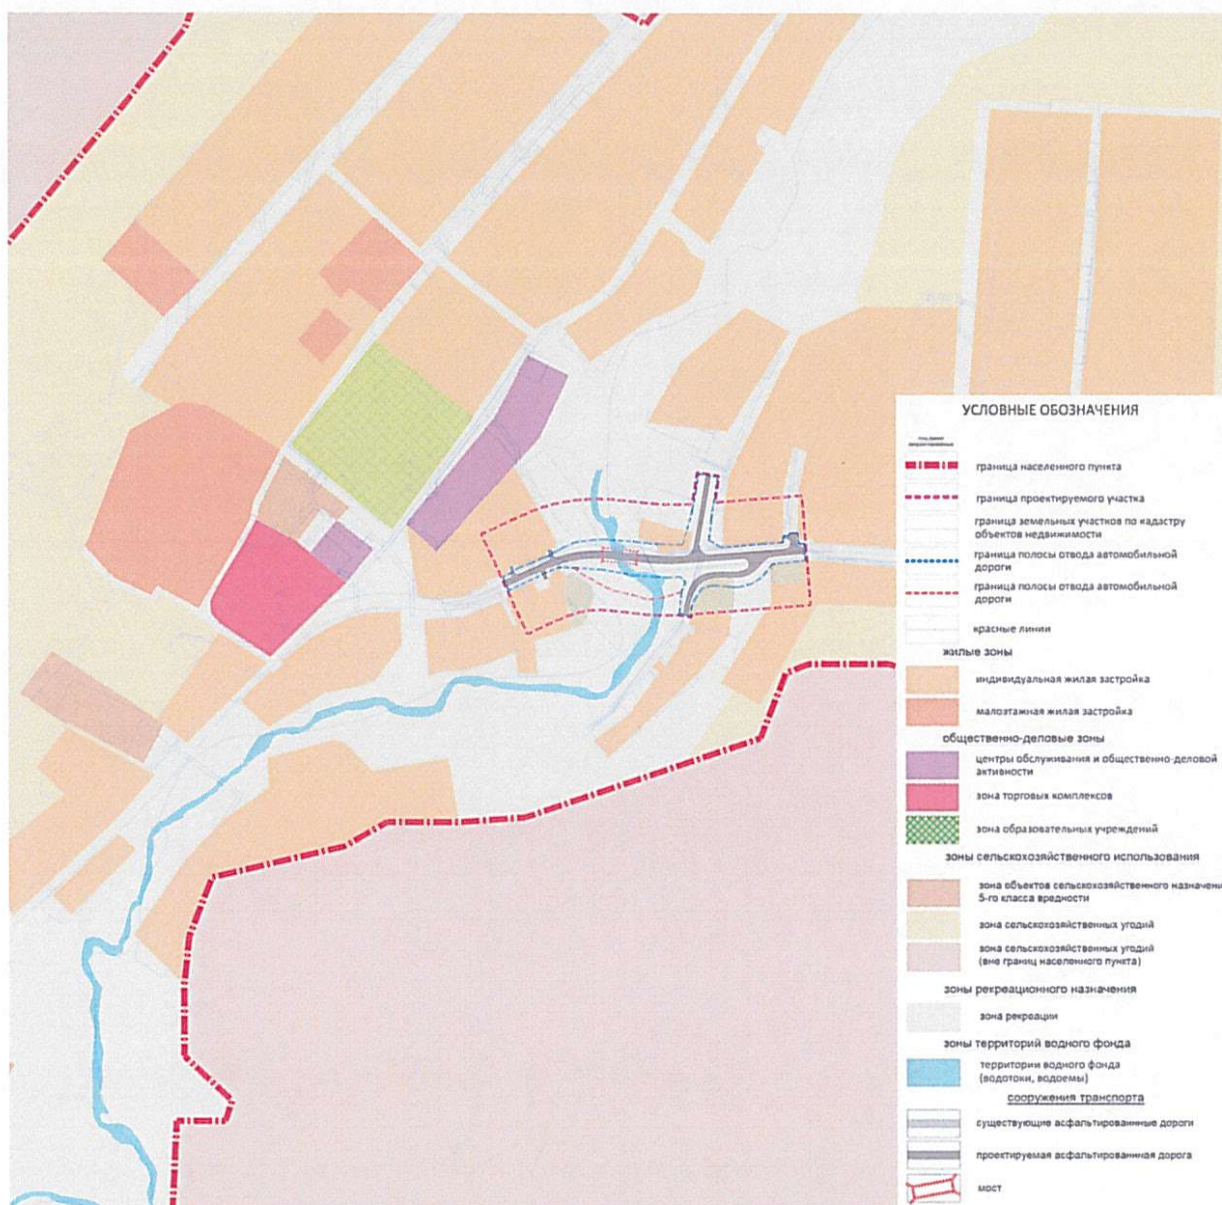 УСЛОВНЫЕ ОБОЗНАЧЕНИЯ
граница населенного пункта
граница проектируемого участка
граница земельных участков по кадастру
объектов недвижимости
граница полосы отвода автомобильной
дороги
граница полосы отвода автомобильной
дороги
красные линии
жилые зоны
индивидуальная жилая застройка
малоэтажная жилая застройка
общественно-деловые зоны
центры обслуживания и общественно-деловой
активности
зона торговых комплексов
зона образовательных учреждений
зоны сельскохозяйственного использования
зона объектов сельскохозяйственного назначени
5-го класса вредности
зона сельскохозяйственных угодий
зона сельскохозяйственных угодий
(вне границ населенного пункта)
зоны рекреационного назначения
зона рекреации
зоны территорий водного фонда
территории водного фонда
(водотоки, водоемы)
сооружения транспорта
существующие асфальтированные дороги
проектируемая асфальтированная дорога
мост